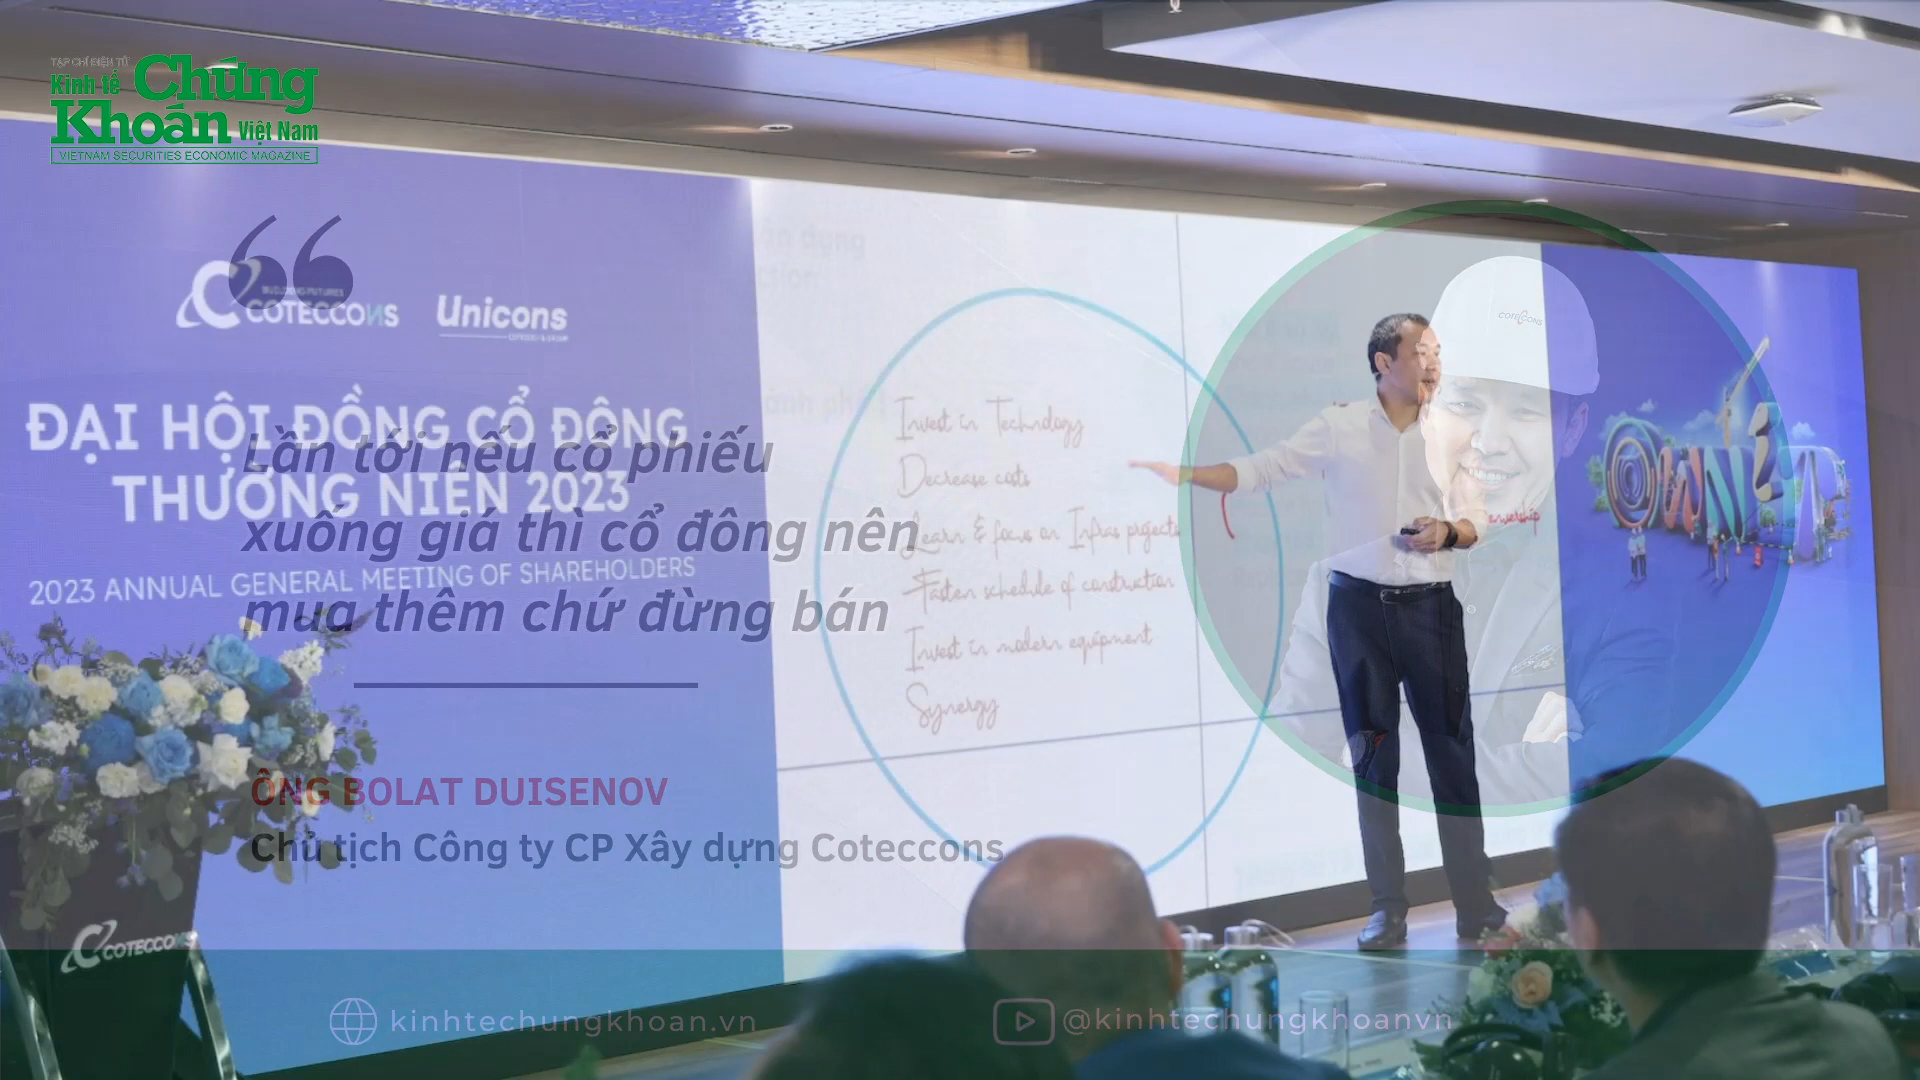 TẠP CHÍ ĐIỆN TỬ
Kinh tế Chứng
Khoán Việt Nam
VIETNAM SECURITIES ECONOMIC MAGAZINE
COTECCONS
Unicons
ĐẠI HỘI ĐỒNG CỔ ĐÔNG
THƯỜNG NIÊN 2023
2023 ANNUAL GENERAL MEETING OF SHAREHOLDERS
Lần tới nếu cổ phiếu
xuống giá thì cổ đông nên
mua thêm chứ đừng bán
ÔNG BOLAT DUISENOV
Chủ tịch Công ty CP Xây dựng Coteccons
Invest in Technology
Decrease costs
Learn & focus on Infras projects
Faster schedule of construction
Invest in modern equipment
Synergy
COTECCONS
COTECCONS
kinhtechungkhoan.vn
@kinhtechungkhoanvn